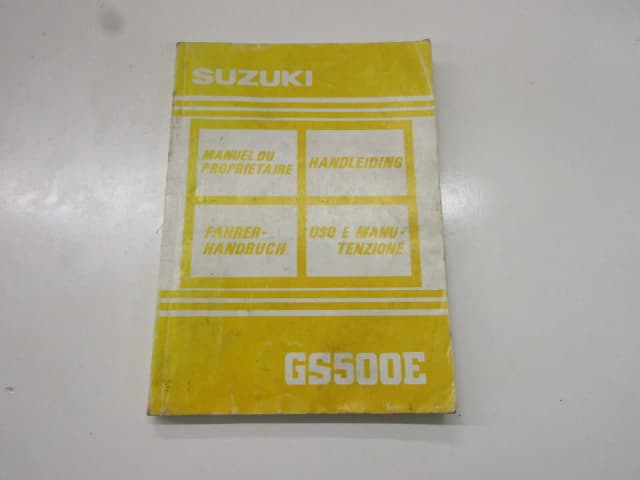 SUZUKI
MANUEL DU
PROPRIETAIRE
HANDLEIDING
FAHRER-
HANDBUCH
USO E MANU-
TENZIONE
GS500E